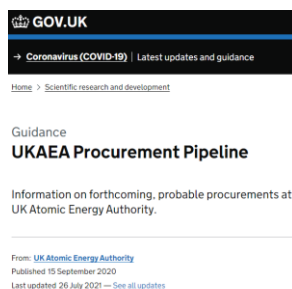 GOV.UK
→ Coronavirus (COVID-19) | Latest updates and guidance
Home > Scientific research and development
Guidance
UKAEA Procurement Pipeline
Information on forthcoming, probable procurements at
UK Atomic Energy Authority.
From: UK Atomic Energy Authority
Published 15 September 2020
Last updated 26 July 2021 — See all updates